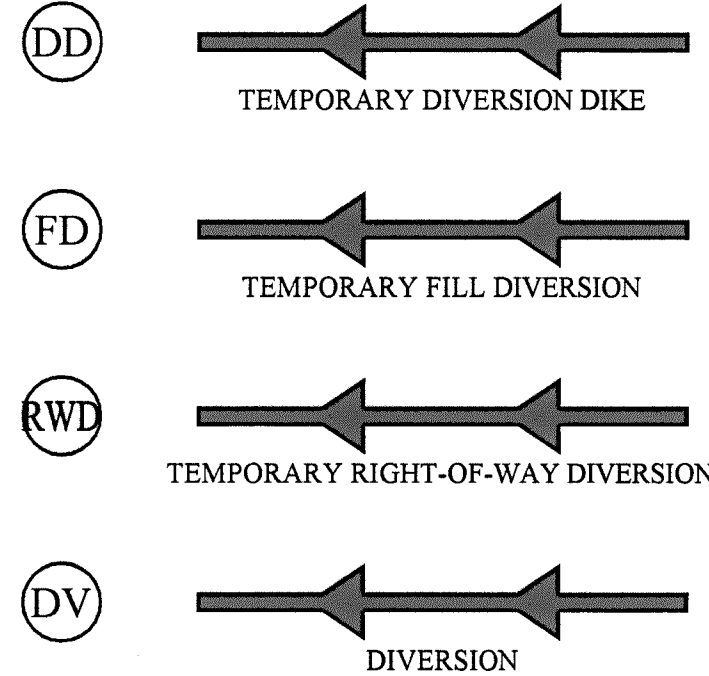 DD
TEMPORARY DIVERSION DIKE
FD
TEMPORARY FILL DIVERSION
RWD
TEMPORARY RIGHT-OF-WAY DIVERSION
DV
DIVERSION